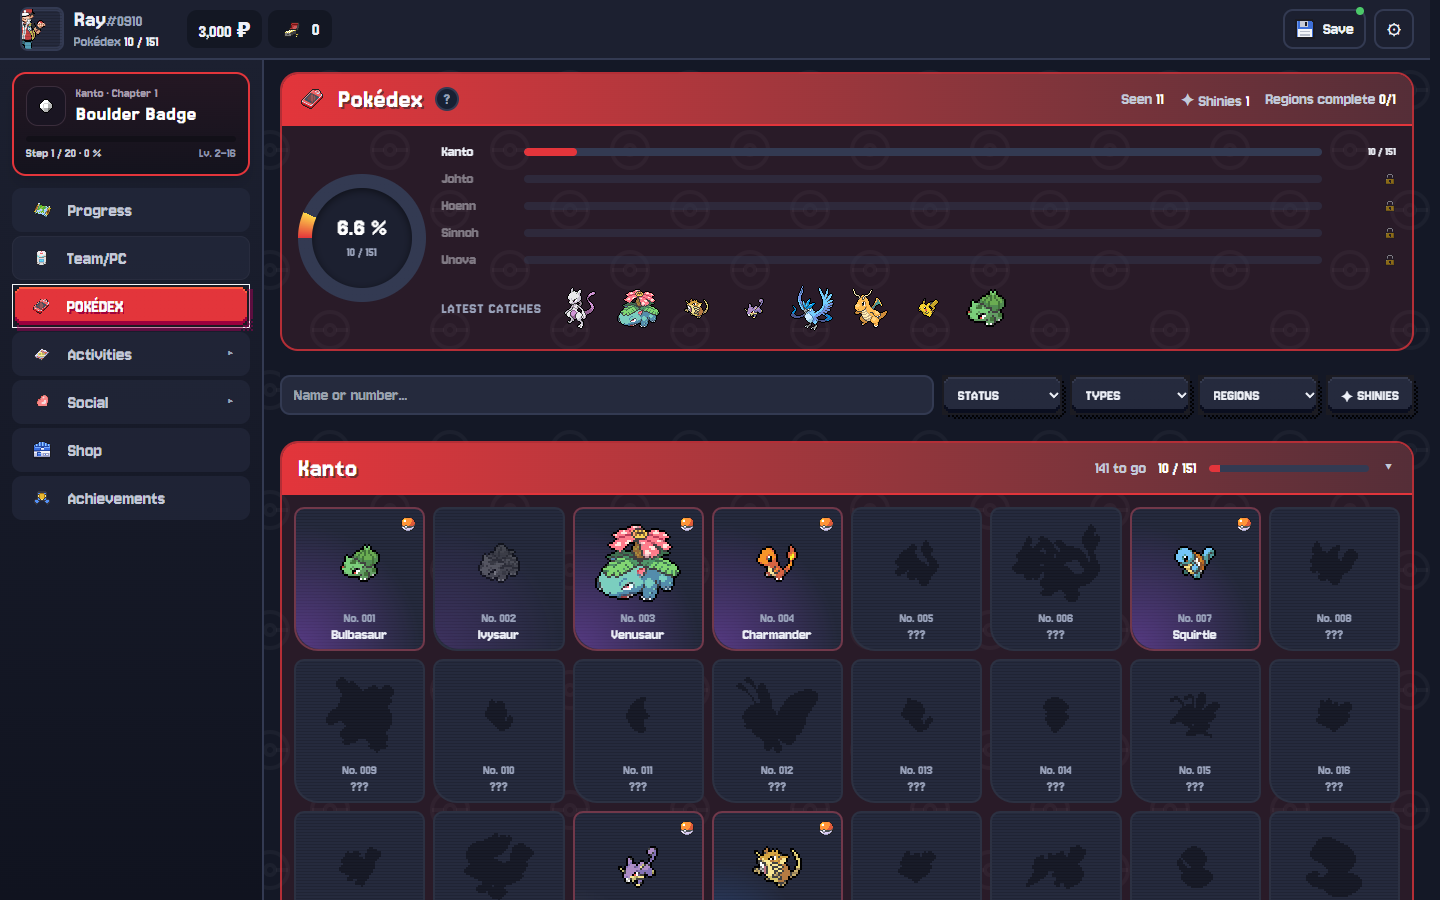 Ray#0910
Pokédex 10 / 151
3,000 ₽
0
Save
Kanto · Chapter 1
Boulder Badge
Step 1 / 20 · 0 %
Lv. 2–16
Progress
Team/PC
POKÉDEX
Activities
Social
Shop
Achievements
Pokédex ?
Seen 11
Shinies 1
Regions complete 0/1
Kanto
10 / 151
Johto
Hoenn
Sinnoh
Unova
6.6 %
10 / 151
LATEST CATCHES
Name or number...
STATUS
TYPES
REGIONS
✦ SHINIES
Kanto
141 to go 10 / 151
No. 001
Bulbasaur
No. 002
Ivysaur
No. 003
Venusaur
No. 004
Charmander
No. 005
???
No. 006
???
No. 007
Squirtle
No. 008
???
No. 009
???
No. 010
???
No. 011
???
No. 012
???
No. 013
???
No. 014
???
No. 015
???
No. 016
???